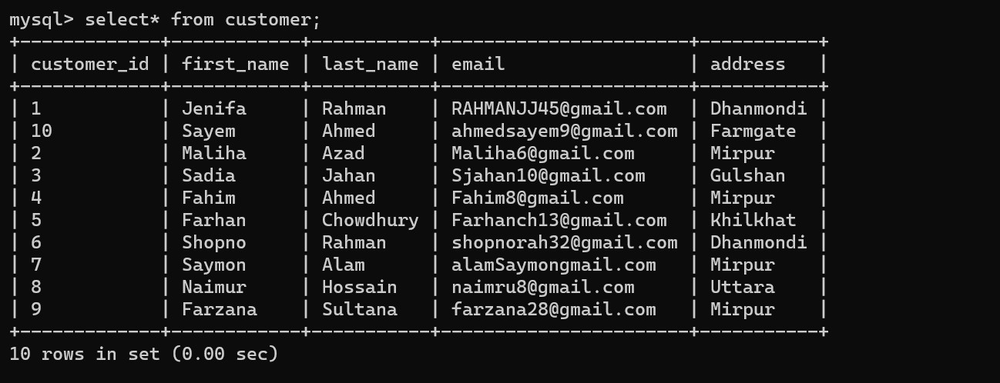 mysql> select* from customer;
+-------------+------------+-----------+-----------------------+-----------+
| customer_id | first_name | last_name | email                 | address   |
+-------------+------------+-----------+-----------------------+-----------+
| 1           | Jenifa     | Rahman    | RAHMANJJ45@gmail.com  | Dhanmondi |
| 10          | Sayem      | Ahmed     | ahmedsayem9@gmail.com | Farmgate  |
| 2           | Maliha     | Azad      | Maliha6@gmail.com     | Mirpur    |
| 3           | Sadia      | Jahan     | Sjahan10@gmail.com    | Gulshan   |
| 4           | Fahim      | Ahmed     | Fahim8@gmail.com      | Mirpur    |
| 5           | Farhan     | Chowdhury | Farhanch13@gmail.com  | Khilkhat  |
| 6           | Shopno     | Rahman    | shopnorah32@gmail.com | Dhanmondi |
| 7           | Saymon     | Alam      | alamSaymongmail.com   | Mirpur    |
| 8           | Naimur     | Hossain   | naimru8@gmail.com     | Uttara    |
| 9           | Farzana    | Sultana   | farzana28@gmail.com   | Mirpur    |
+-------------+------------+-----------+-----------------------+-----------+
10 rows in set (0.00 sec)